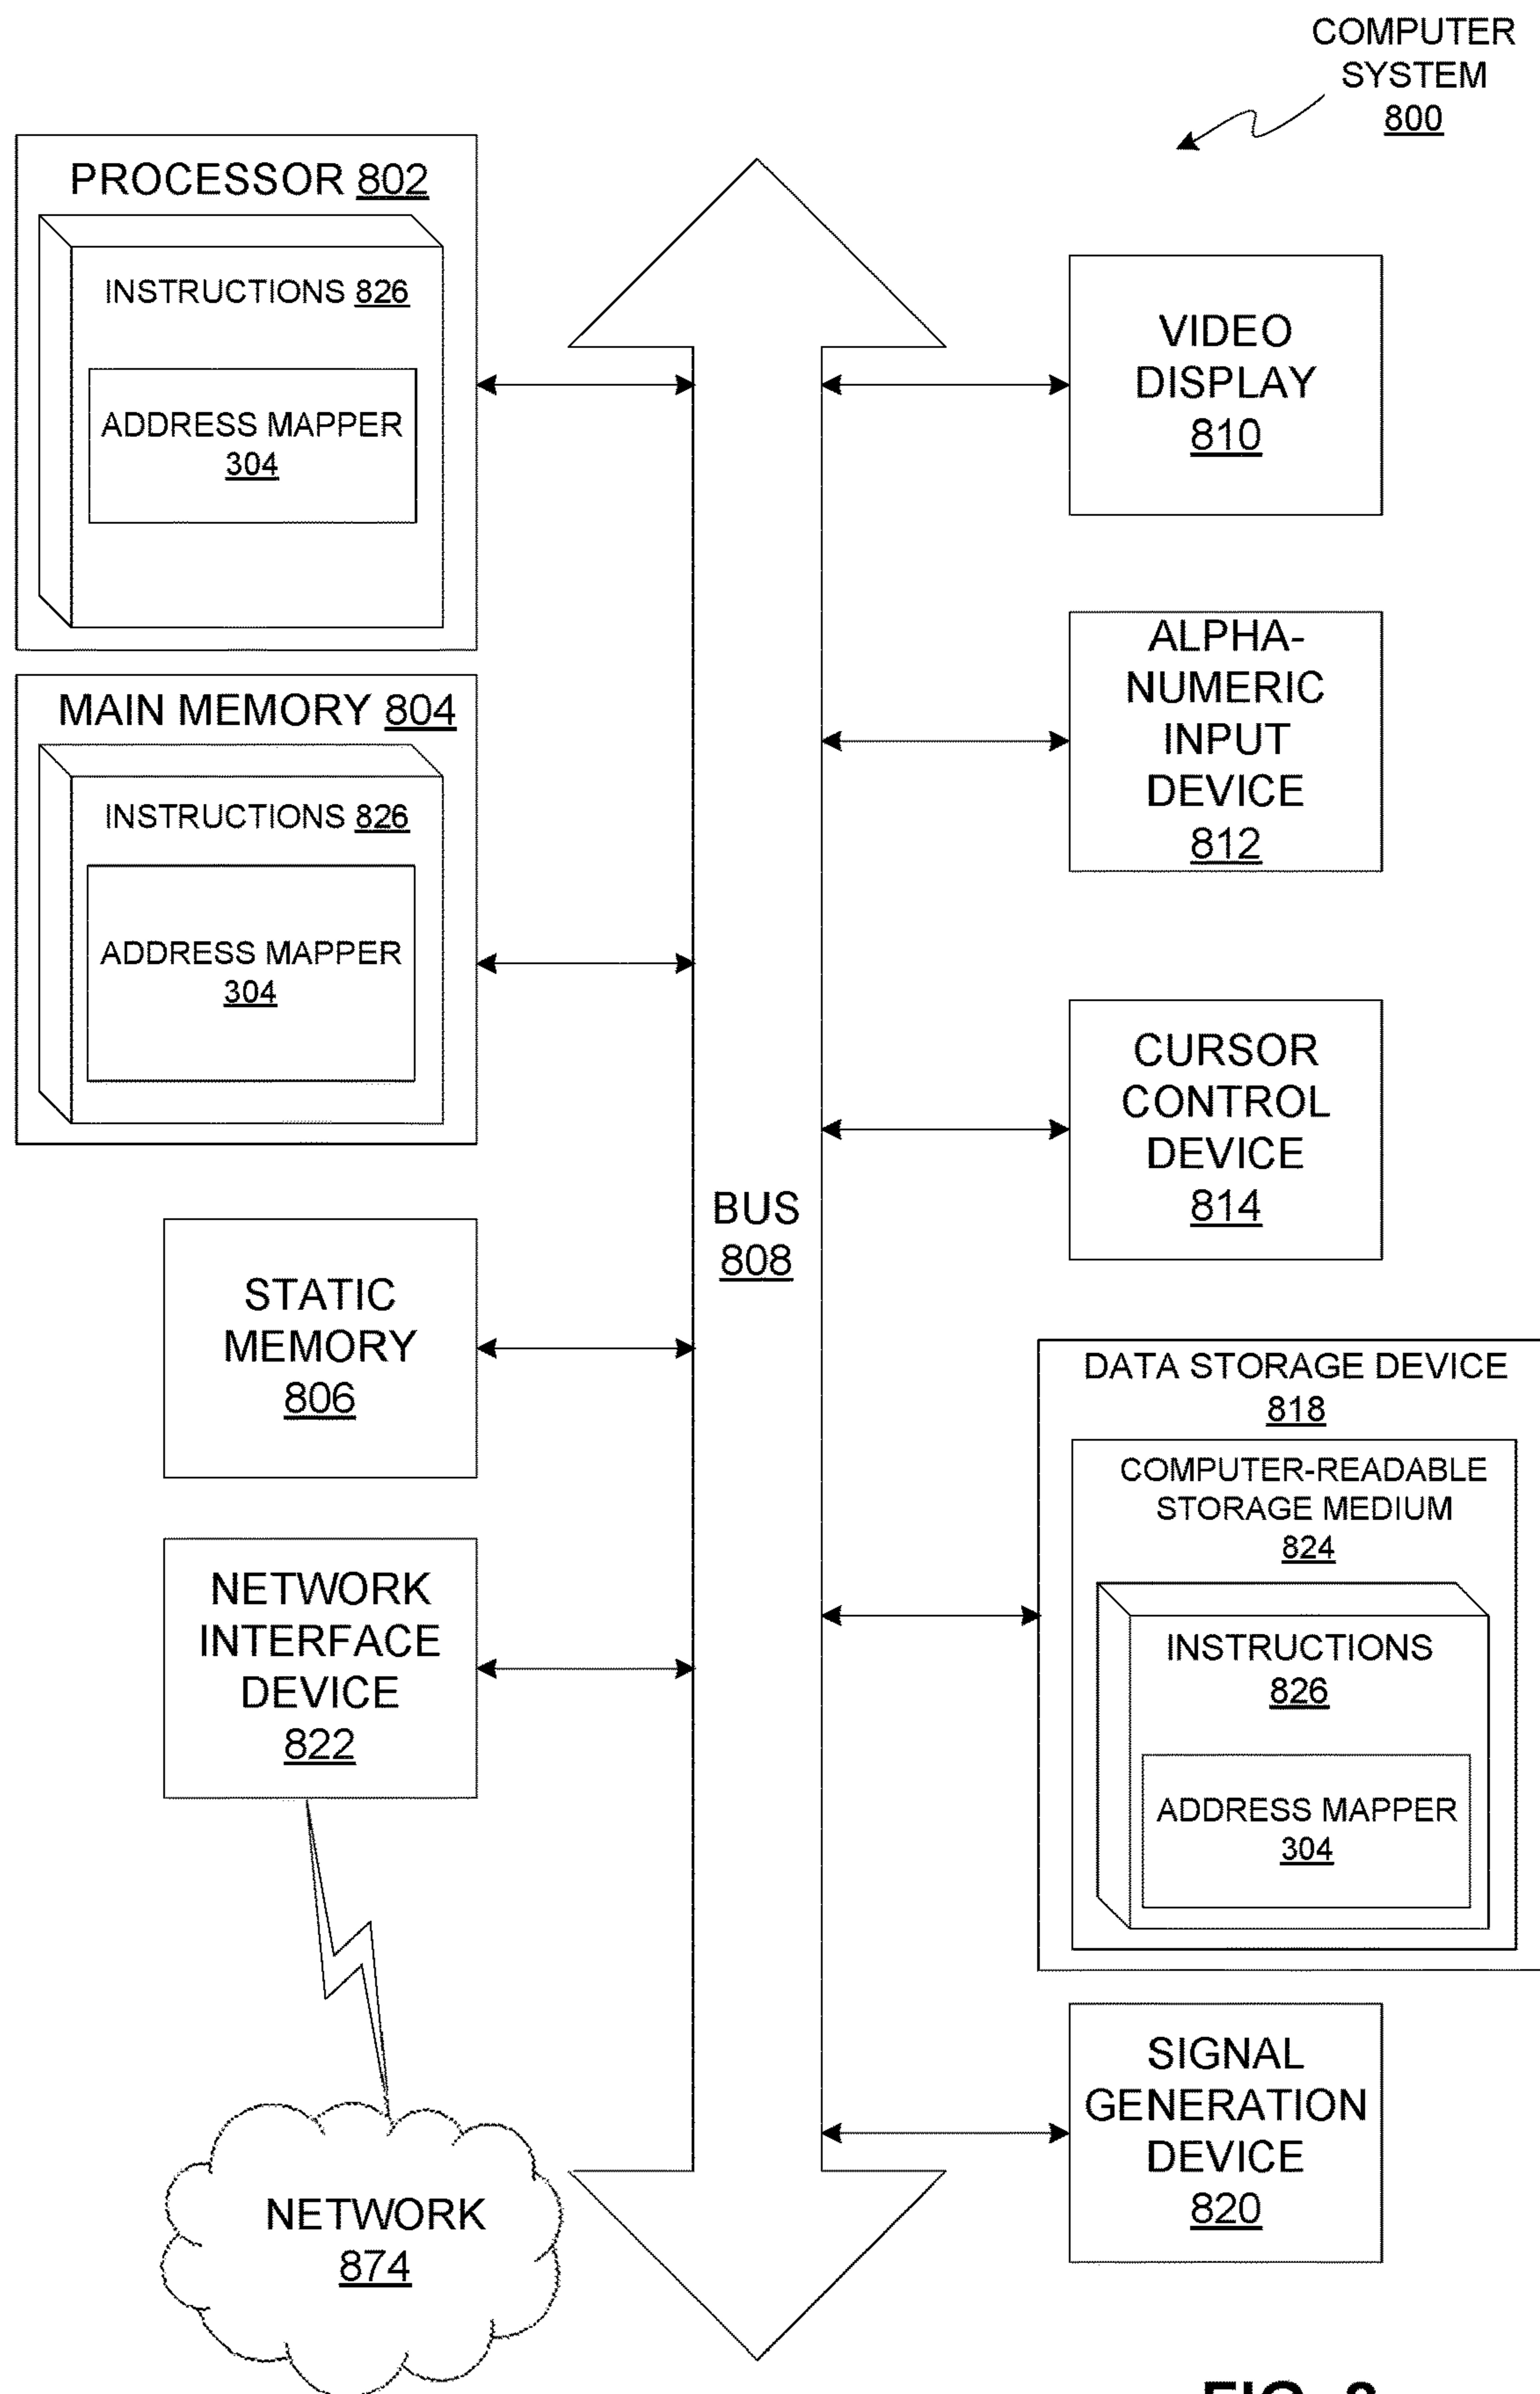 COMPUTER
SYSTEM
800
PROCESSOR 802
INSTRUCTIONS 826
ADDRESS MAPPER
304
MAIN MEMORY 804
INSTRUCTIONS 826
ADDRESS MAPPER
304
STATIC
MEMORY
806
NETWORK
INTERFACE
DEVICE
822
NETWORK
874
BUS
808
VIDEO
DISPLAY
810
ALPHA-
NUMERIC
INPUT
DEVICE
812
CURSOR
CONTROL
DEVICE
814
DATA STORAGE DEVICE
818
COMPUTER-READABLE
STORAGE MEDIUM
824
INSTRUCTIONS
826
ADDRESS MAPPER
304
SIGNAL
GENERATION
DEVICE
820